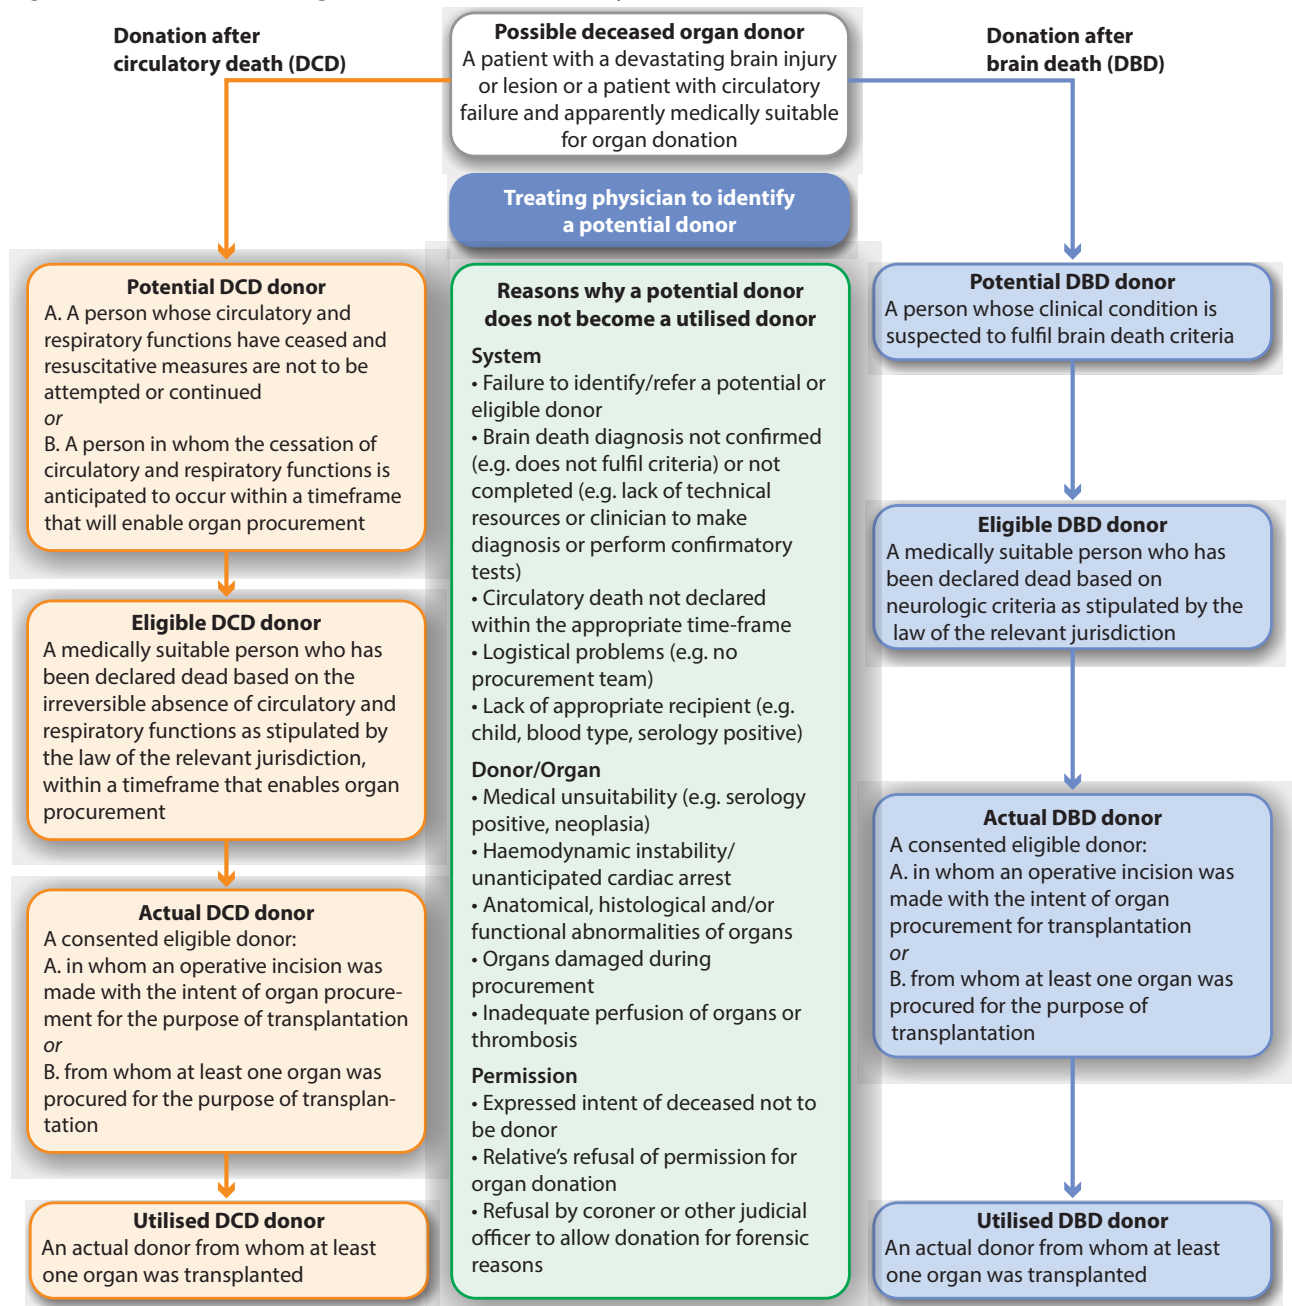 Donation after
circulatory death (DCD)
Possible deceased organ donor
A patient with a devastating brain injury
or lesion or a patient with circulatory
failure and apparently medically suitable
for organ donation
Donation after
brain death (DBD)
Treating physician to identify
a potential donor
Potential DCD donor
A. A person whose circulatory and
respiratory functions have ceased and
resuscitative measures are not to be
attempted or continued
or
B. A person in whom the cessation of
circulatory and respiratory functions is
anticipated to occur within a timeframe
that will enable organ procurement
Eligible DCD donor
A medically suitable person who has
been declared dead based on the
irreversible absence of circulatory and
respiratory functions as stipulated by
the law of the relevant jurisdiction,
within a timeframe that enables organ
procurement
Actual DCD donor
A consented eligible donor:
A. in whom an operative incision was
made with the intent of organ procure-
ment for the purpose of transplantation
or
B. from whom at least one organ was
procured for the purpose of transplan-
tation
Utilised DCD donor
An actual donor from whom at least
one organ was transplanted
Reasons why a potential donor
does not become a utilised donor
System
• Failure to identify/refer a potential or
eligible donor
• Brain death diagnosis not confirmed
(e.g. does not fulfil criteria) or not
completed (e.g. lack of technical
resources or clinician to make
diagnosis or perform confirmatory
tests)
• Circulatory death not declared
within the appropriate time-frame
• Logistical problems (e.g. no
procurement team)
• Lack of appropriate recipient (e.g.
child, blood type, serology positive)
Donor/Organ
• Medical unsuitability (e.g. serology
positive, neoplasia)
• Haemodynamic instability/
unanticipated cardiac arrest
• Anatomical, histological and/or
functional abnormalities of organs
• Organs damaged during
procurement
• Inadequate perfusion of organs or
thrombosis
Permission
• Expressed intent of deceased not to
be donor
• Relative’s refusal of permission for
organ donation
• Refusal by coroner or other judicial
officer to allow donation for forensic
reasons
Potential DBD donor
A person whose clinical condition is
suspected to fulfil brain death criteria
Eligible DBD donor
A medically suitable person who has
been declared dead based on
neurologic criteria as stipulated by the
law of the relevant jurisdiction
Actual DBD donor
A consented eligible donor:
A. in whom an operative incision was
made with the intent of organ
procurement for transplantation
or
B. from whom at least one organ was
procured for the purpose of
transplantation
Utilised DBD donor
An actual donor from whom at least
one organ was transplanted